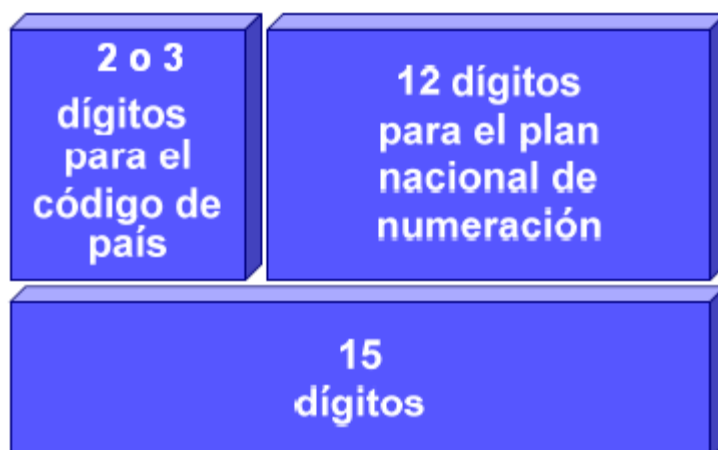 2 o 3
dígitos
para el
código de
país
12 dígitos
para el plan
nacional de
numeración
15
dígitos